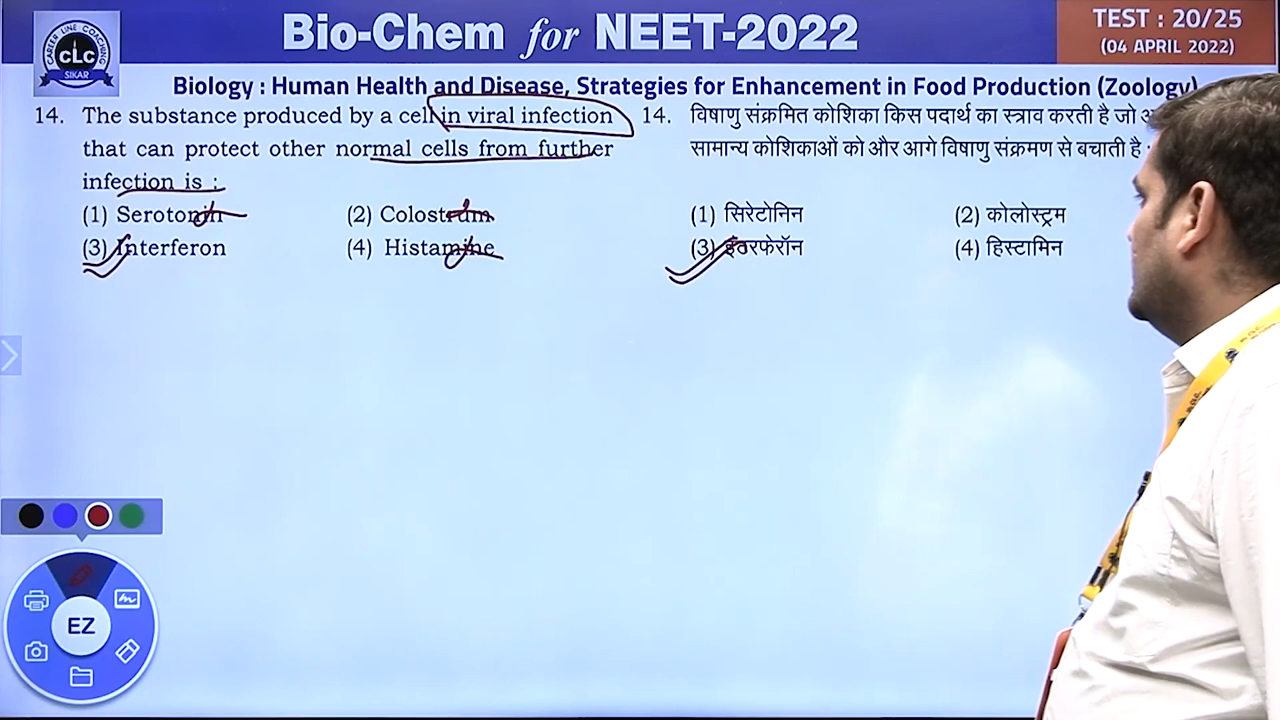 CAREER LINE COACHING
CLC
SIKAR
Bio-Chem for NEET-2022
TEST : 20/25
(04 APRIL 2022)
Biology : Human Health and Disease, Strategies for Enhancement in Food Production (Zoology)
14. The substance produced by a cell in viral infection
that can protect other normal cells from further
infection is :
(1) Serotonin (2) Colostrum
(3) Interferon (4) Histamine
14. विषाणु संक्रमित कोशिका किस पदार्थ का स्त्राव करती है जो
सामान्य कोशिकाओं को और आगे विषाणु संक्रमण से बचाती है
(1) सिरेटोनिन (2) कोलोस्ट्रम
(3) इंटरफेरॉन (4) हिस्टामिन
EZ